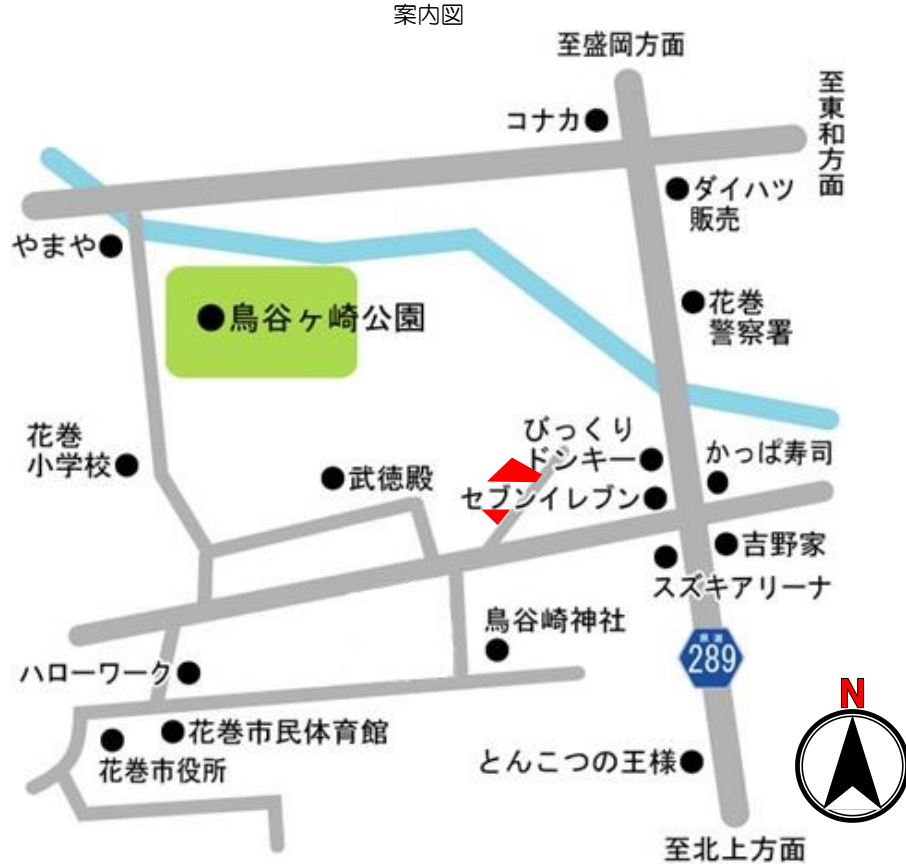 案内図
至盛岡方面
至東和方面
コナカ
ダイハツ
販売
やまや
花巻
警察署
鳥谷ヶ崎公園
花巻
小学校
びっくり
ドンキー
かっぱ寿司
武徳殿
セブンイレブン
吉野家
スズキアリーナ
鳥谷崎神社
県道
289
ハローワーク
N
花巻市民体育館
花巻市役所
とんこつの王様
至北上方面